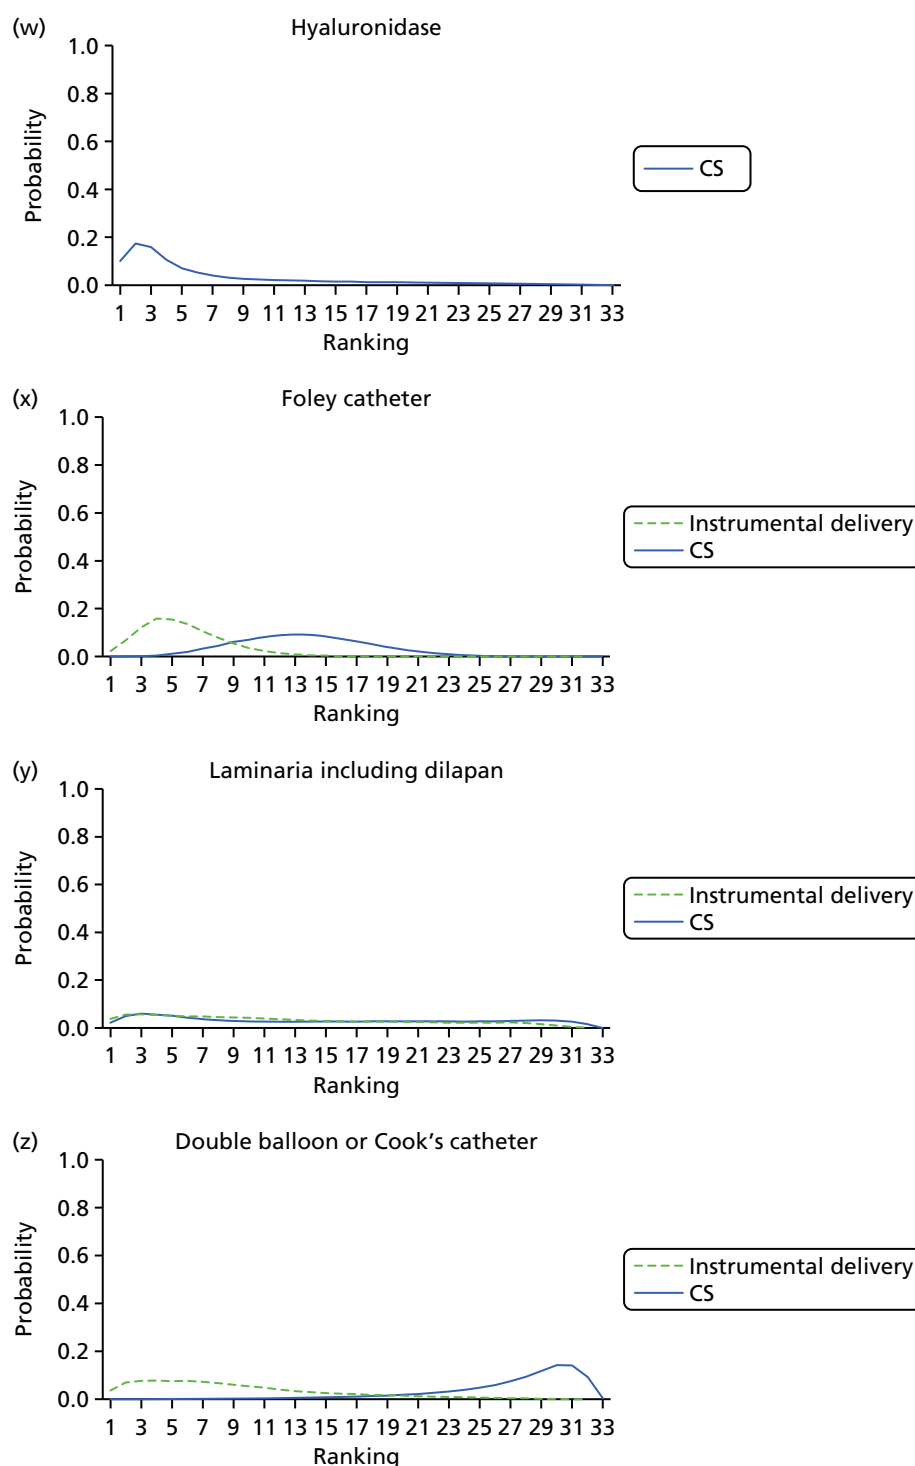 (w)
Hyaluronidase
1.0
0.8
0.6
0.4
0.2
0.0
Probability
1 3 5 7 9 11 13 15 17 19 21 23 25 27 29 31 33
Ranking
CS
(x)
Foley catheter
1.0
0.8
0.6
0.4
0.2
0.0
Probability
1 3 5 7 9 11 13 15 17 19 21 23 25 27 29 31 33
Ranking
Instrumental delivery
CS
(y)
Laminaria including dilapan
1.0
0.8
0.6
0.4
0.2
0.0
Probability
1 3 5 7 9 11 13 15 17 19 21 23 25 27 29 31 33
Ranking
Instrumental delivery
CS
(z)
Double balloon or Cook’s catheter
1.0
0.8
0.6
0.4
0.2
0.0
Probability
1 3 5 7 9 11 13 15 17 19 21 23 25 27 29 31 33
Ranking
Instrumental delivery
CS